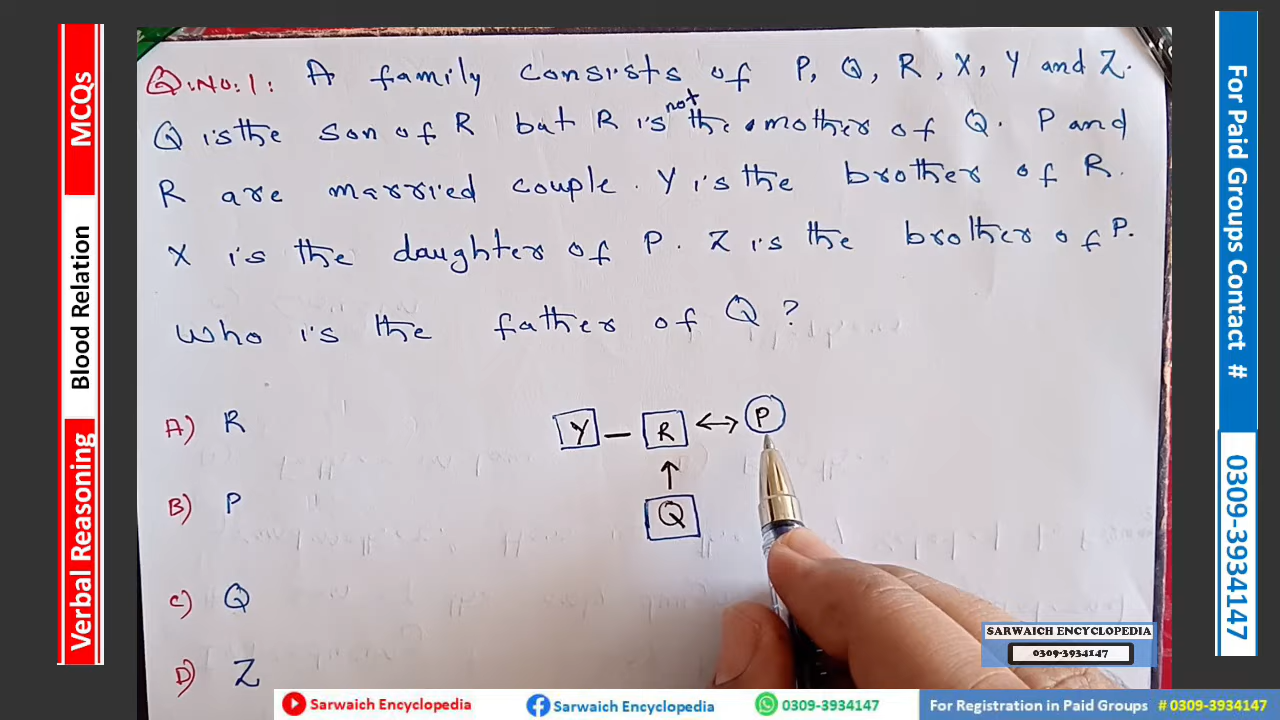 Verbal Reasoning Blood Relation MCQs
Q.No.1: A family consists of P, Q, R, X, Y and Z.
Q is the son of R but R is not the mother of Q. P and
R are married couple. Y is the brother of R.
X is the daughter of P. Z is the brother of P.
Who is the father of Q?
A) R
B) P
C) Q
D) Z
Y R P
Q
For Paid Groups Contact # 0309-3934147
SARWAICH ENCYCLOPEDIA
0309-3934147
Sarwaich Encyclopedia Sarwaich Encyclopedia 0309-3934147 For Registration in Paid Groups # 0309-3934147